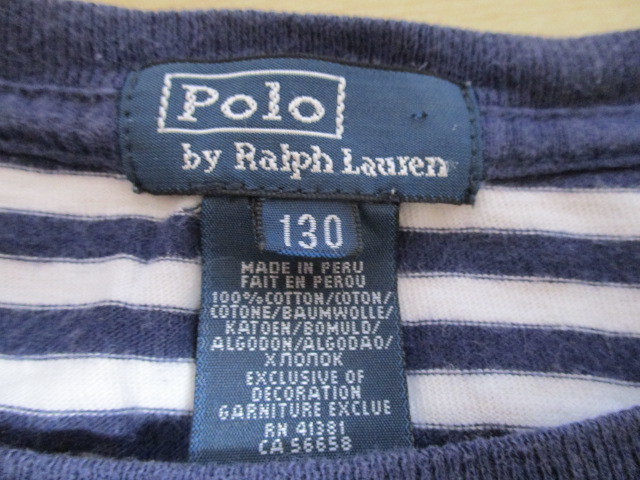 Polo
by Ralph Lauren
130
MADE IN PERU
FAIT EN PEROU
100%COTTON/COTON/
COTONE/BAUMWOLLE/
KATOEN/BOMULD/
ALGODON/ALGODAO/
ХЛОПОК
EXCLUSIVE OF
DECORATION
GARNITURE EXCLUE
RN 41381
CA 56658